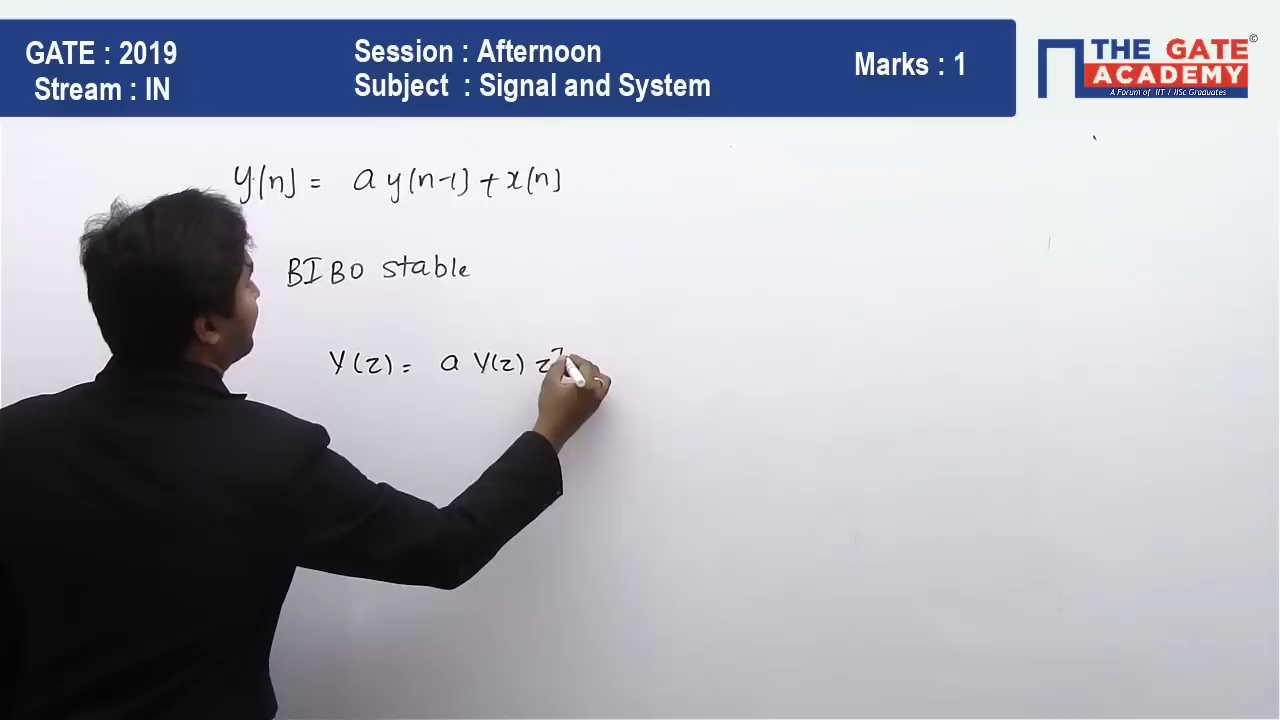 GATE : 2019
Stream : IN
Session : Afternoon
Subject : Signal and System
Marks : 1
THE GATE ACADEMY
A Forum of IIT / IISc Graduates
y[n] = a y[n-1] + x[n]
BIBO stable
Y(z) = a Y(z) z